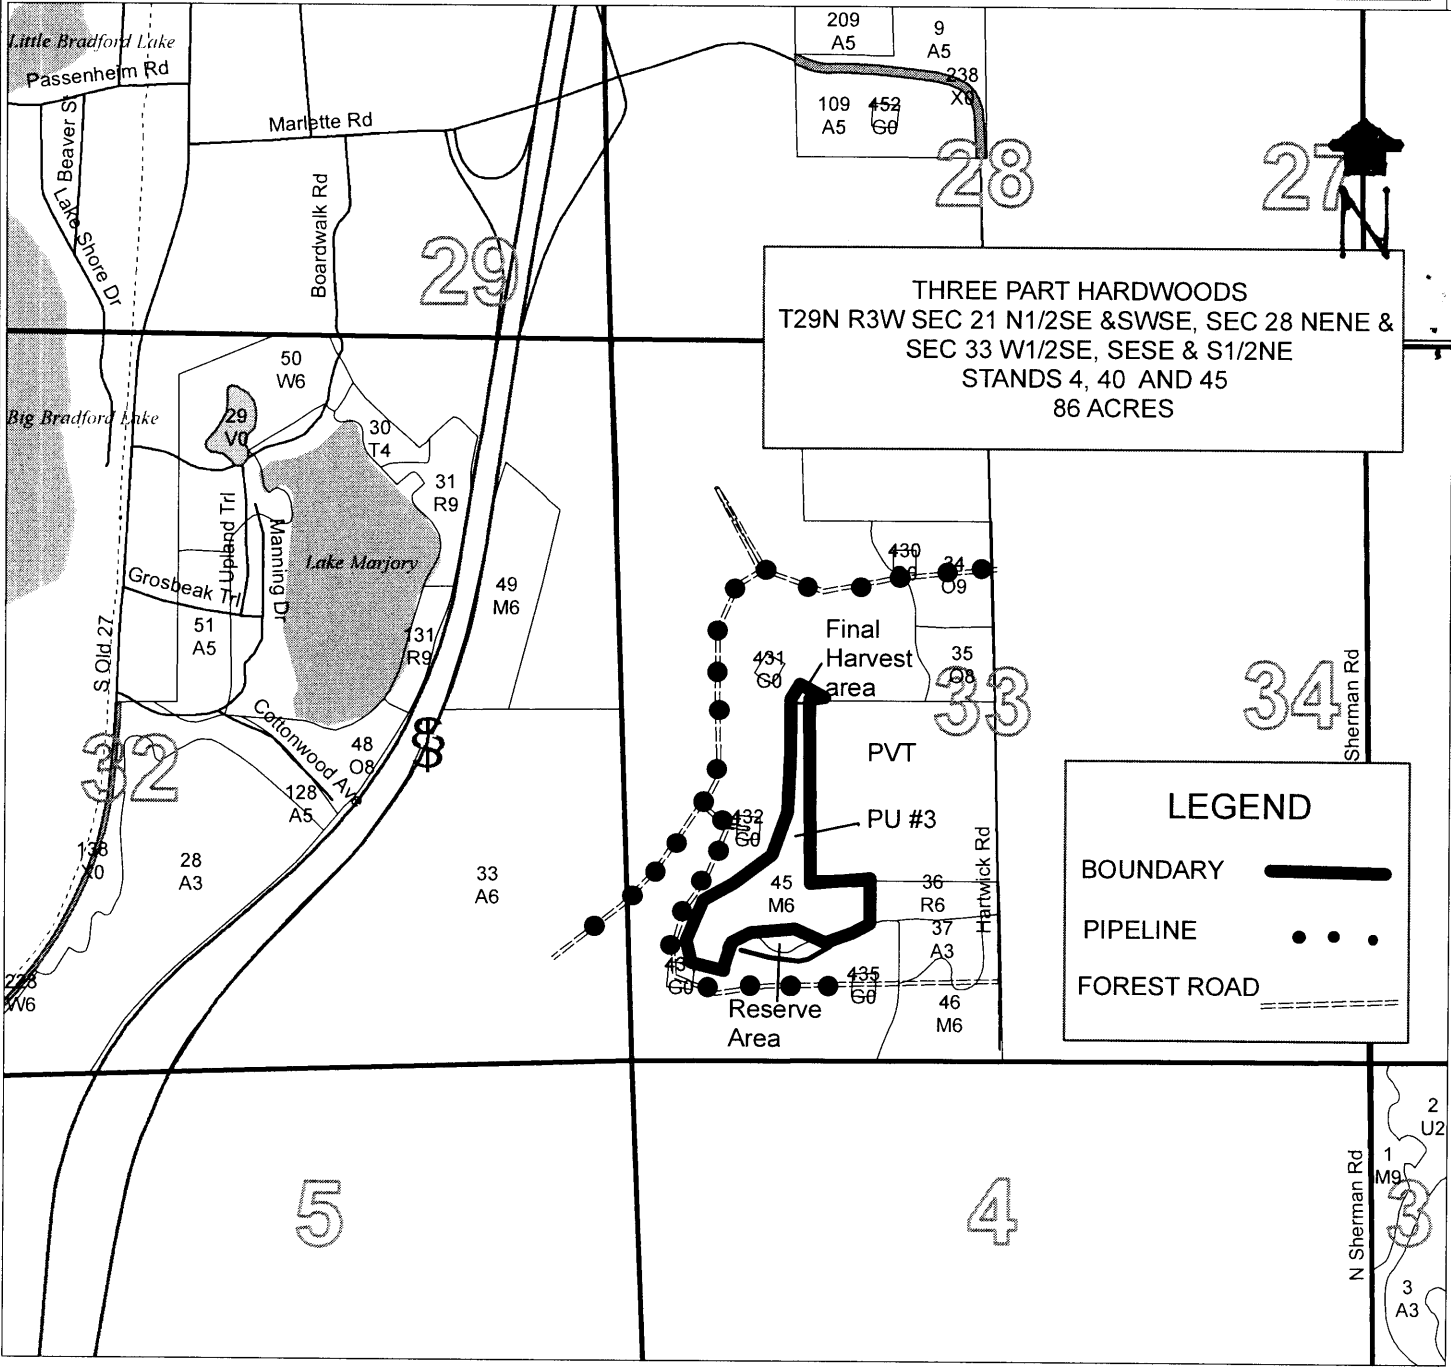 Little Bradford Lake
Passenheim Rd
Beaver St
Lake Shore Dr
Marlette Rd
Boardwalk Rd
209
A5
9
A5
238
X0
109
A5
452
G0
28
27
N
29
THREE PART HARDWOODS
T29N R3W SEC 21 N1/2SE &SWSE, SEC 28 NENE &
SEC 33 W1/2SE, SESE & S1/2NE
STANDS 4, 40 AND 45
86 ACRES
50
W6
Big Bradford Lake
29
V0
30
T4
31
R9
Upland Trl
Manning Dr
Lake Marjory
49
M6
Grosbeak Trl
51
A5
131
R9
S Old 27
Cottonwood Ave
48
O8
128
A5
32
138
X0
28
A3
33
A6
228
W6
430
34
O9
Final
Harvest
area
431
G0
35
O8
33
34
Sherman Rd
PVT
PU #3
432
G0
Hartwick Rd
45
M6
36
R6
37
A3
43
G0
435
G0
46
M6
Reserve
Area
LEGEND
BOUNDARY
PIPELINE
FOREST ROAD
5
4
N Sherman Rd
2
U2
1
M9
3
3
A3